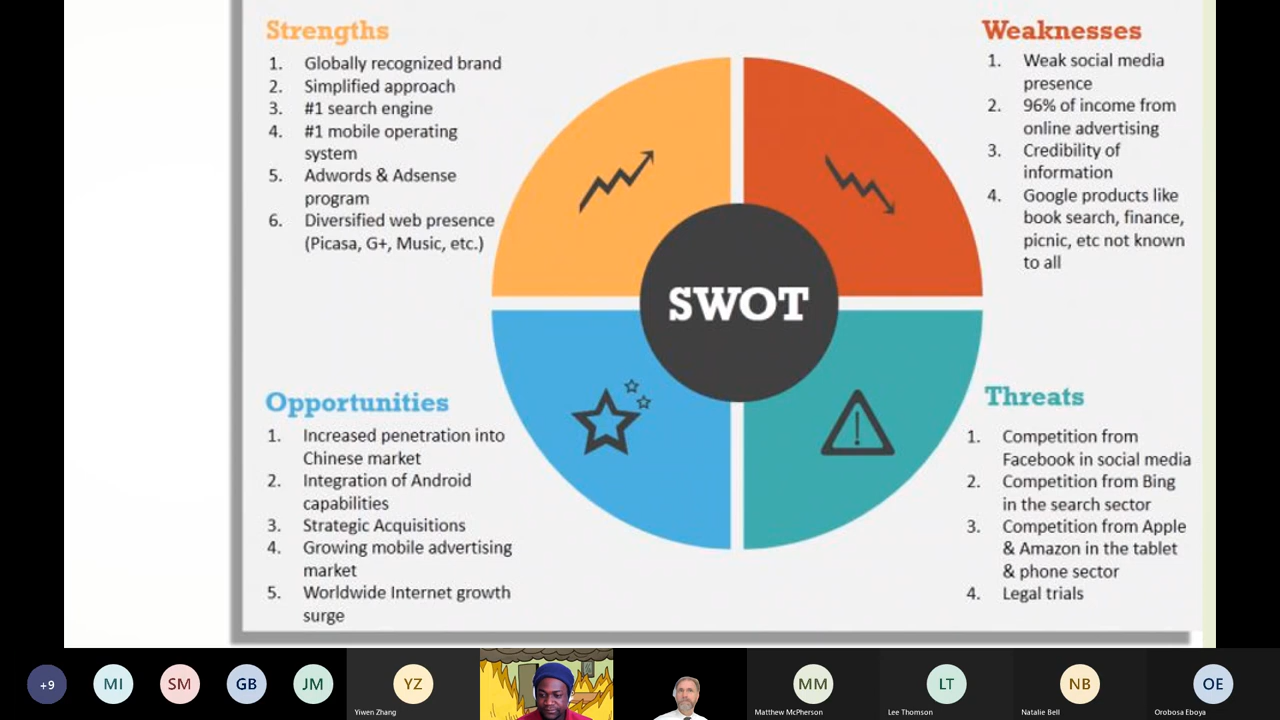 Strengths
1. Globally recognized brand
2. Simplified approach
3. #1 search engine
4. #1 mobile operating
system
5. Adwords & Adsense
program
6. Diversified web presence
(Picasa, G+, Music, etc.)
Weaknesses
1. Weak social media
presence
2. 96% of income from
online advertising
3. Credibility of
information
4. Google products like
book search, finance,
picnic, etc not known
to all
SWOT
Opportunities
1. Increased penetration into
Chinese market
2. Integration of Android
capabilities
3. Strategic Acquisitions
4. Growing mobile advertising
market
5. Worldwide Internet growth
surge
Threats
1. Competition from
Facebook in social media
2. Competition from Bing
in the search sector
3. Competition from Apple
& Amazon in the tablet
& phone sector
4. Legal trials
+9
MI
SM
GB
JM
YZ
Yiwen Zhang
MM
Matthew McPherson
LT
Lee Thomson
NB
Natalie Bell
OE
Orobosa Eboya